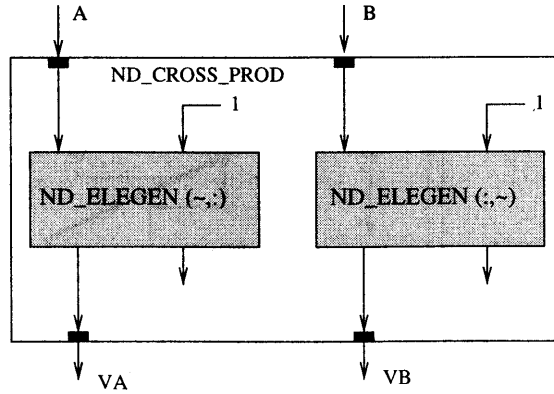 A
B
ND_CROSS_PROD
1
1
ND_ELEGEN (~,:)
ND_ELEGEN (:,~)
VA
VB